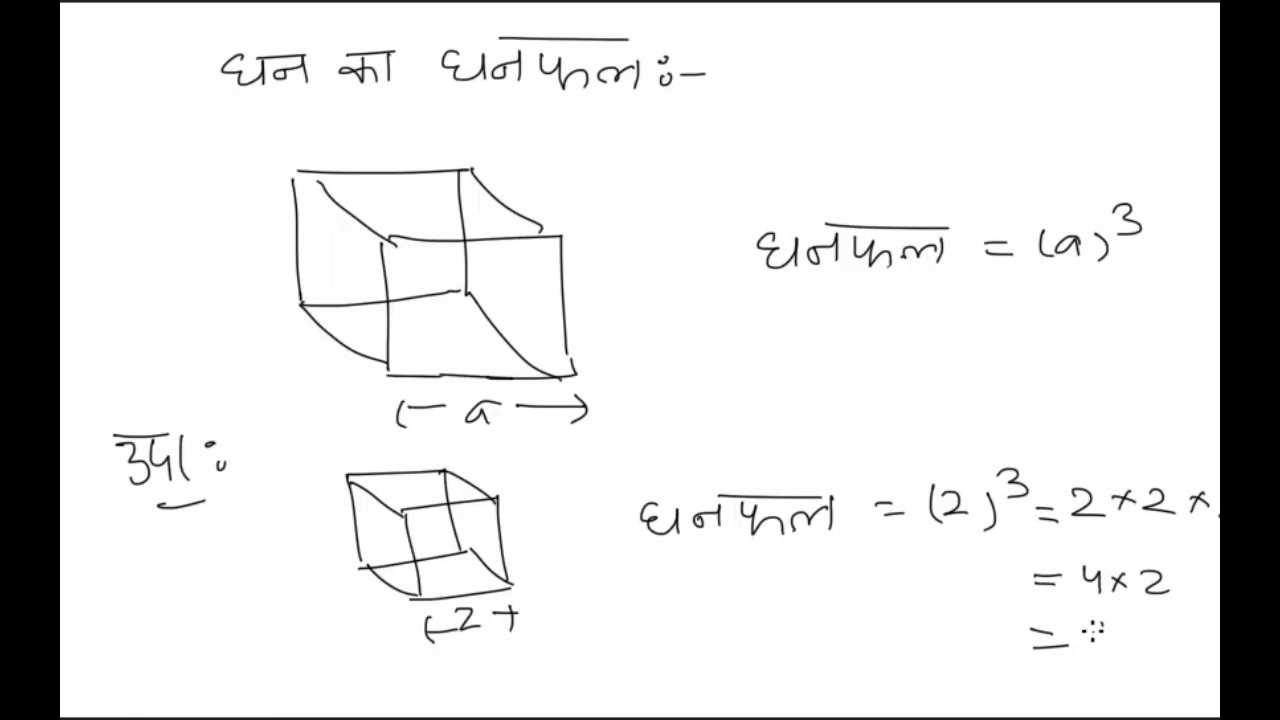 घन का घनफल :-
घनफल = (a)³
a
उदा :
घनफल = (2)³ = 2 × 2 ×
= 4 × 2
2
=